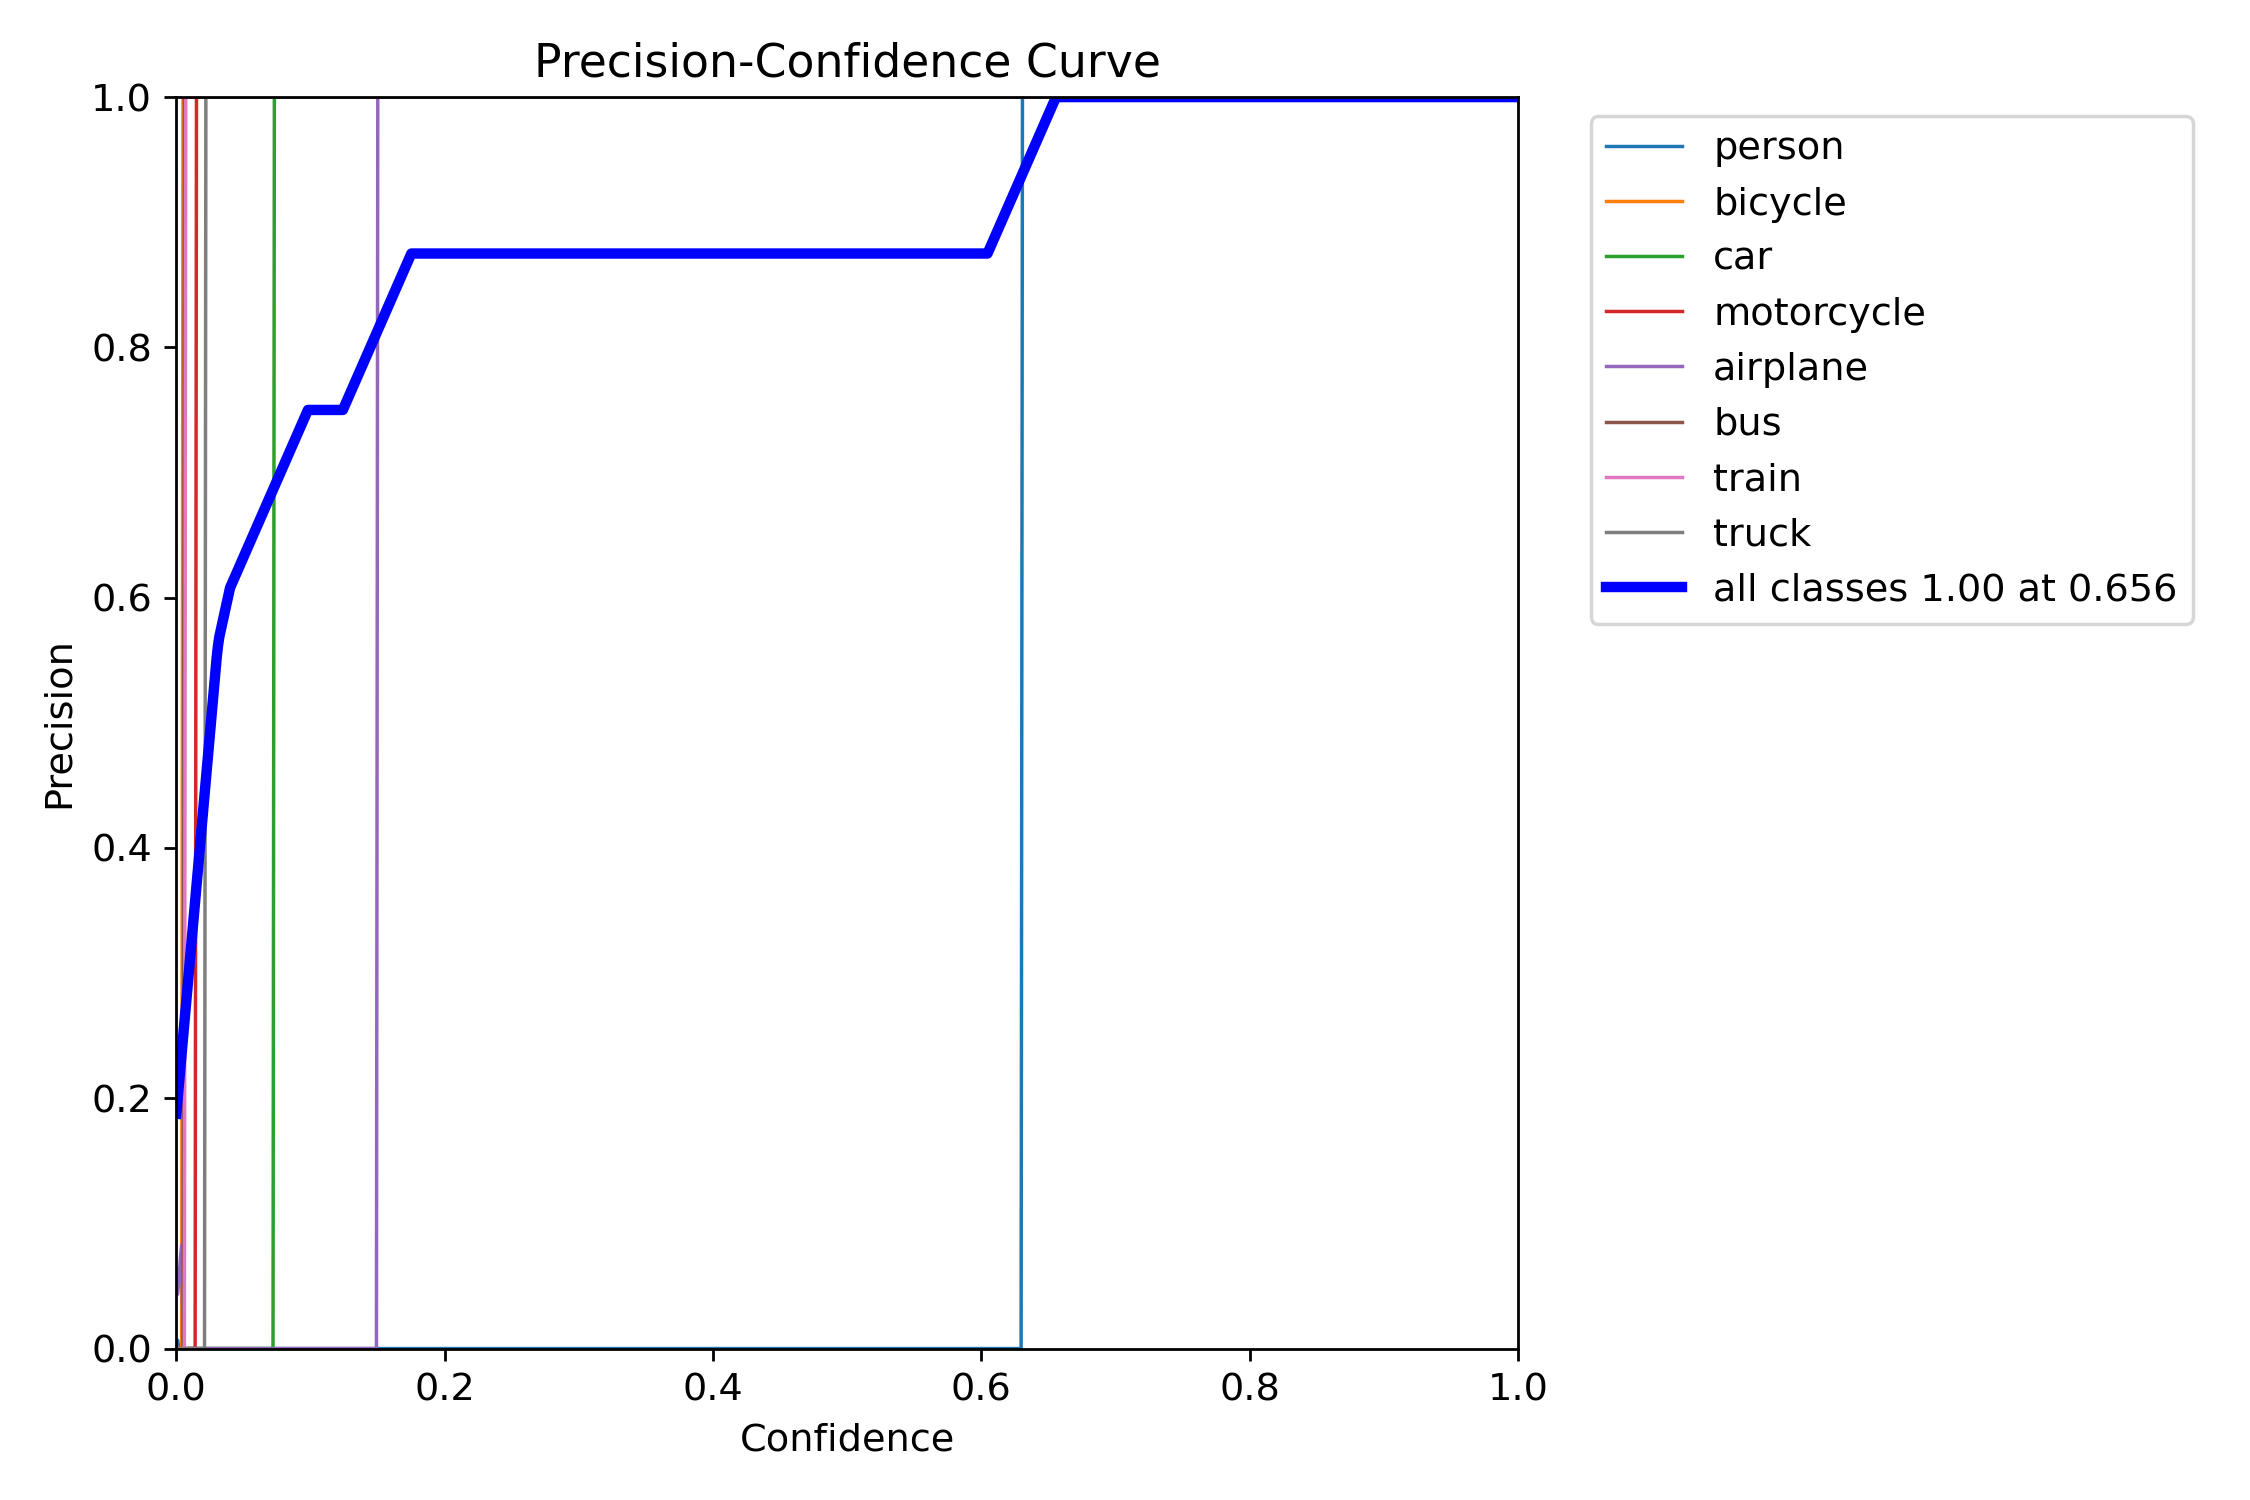 Precision-Confidence Curve
1.0
0.8
0.6
0.4
0.2
0.0
Precision
0.0 0.2 0.4 0.6 0.8 1.0
Confidence
person
bicycle
car
motorcycle
airplane
bus
train
truck
all classes 1.00 at 0.656